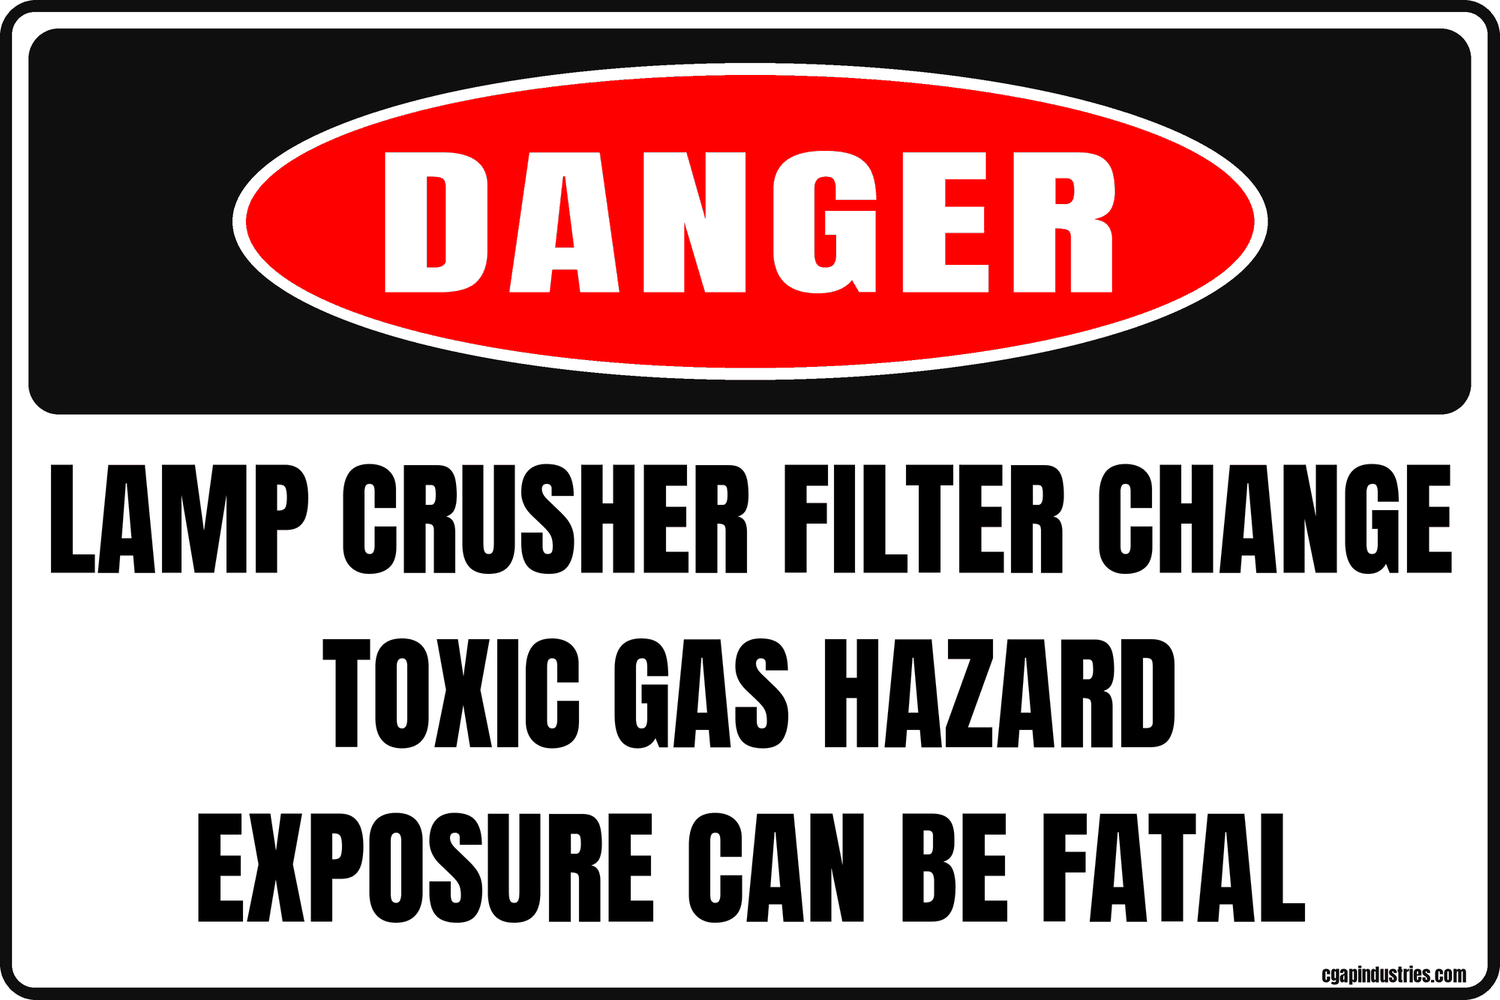 DANGER
LAMP CRUSHER FILTER CHANGE
TOXIC GAS HAZARD
EXPOSURE CAN BE FATAL
cgapindustries.com